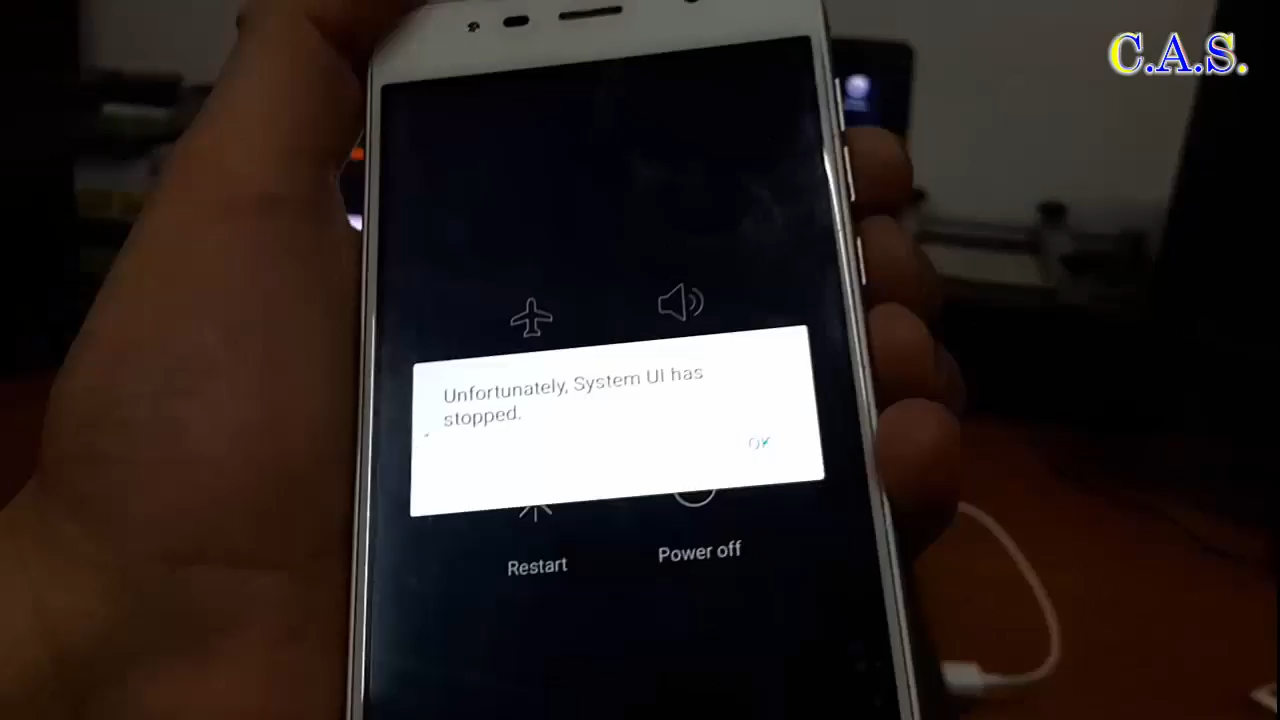 C.A.S.
Unfortunately, System UI has
stopped.
OK
Restart
Power off